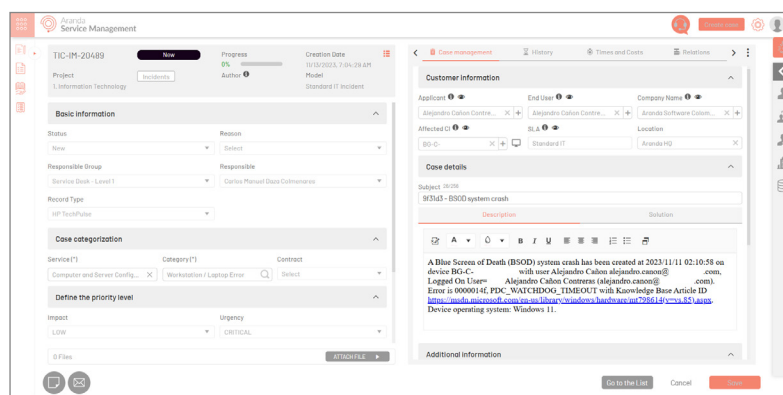 Aranda
Service Management
Create case
TIC-IM-20489
New
Progress
0%
Creation Date
11/13/2023, 7:04:28 AM
Project
1. Information Technology
Incidents
Author
Model
Standard IT Incident
Basic information
Status
New
Reason
Select
Responsible Group
Service Desk - Level 1
Responsible
Carlos Manuel Daza Colmenares
Record Type
HP TechPulse
Case categorization
Service(*)
Computer and Server Config...
Category(*)
Workstation / Laptop Error
Contract
Select
Define the priority level
Impact
LOW
Urgency
CRITICAL
0 Files
ATTACH FILE
Case management
History
Times and Costs
Relations
Customer information
Applicant
Alejandro Cañon Contre...
End User
Alejandro Cañon Contre...
Company Name
Aranda Software Colom...
Affected CI
BG-C-
SLA
Standard IT
Location
Aranda HQ
Case details
Subject
9f31d3 - BSOD system crash
Description
Solution
A
B I U
A Blue Screen of Death (BSOD) system crash has been created at 2023/11/11 02:10:58 on
device BG-C- with user Alejandro Cañon alejandro.canon@ .com,
Logged On User= Alejandro Cañon Contreras (alejandro.canon@ .com).
Error is 0000014f, PDC_WATCHDOG_TIMEOUT with Knowledge Base Article ID
https://msdn.microsoft.com/en-us/library/windows/hardware/mt798614(v=vs.85).aspx.
Device operating system: Windows 11.
Additional information
Go to the List
Cancel
Save